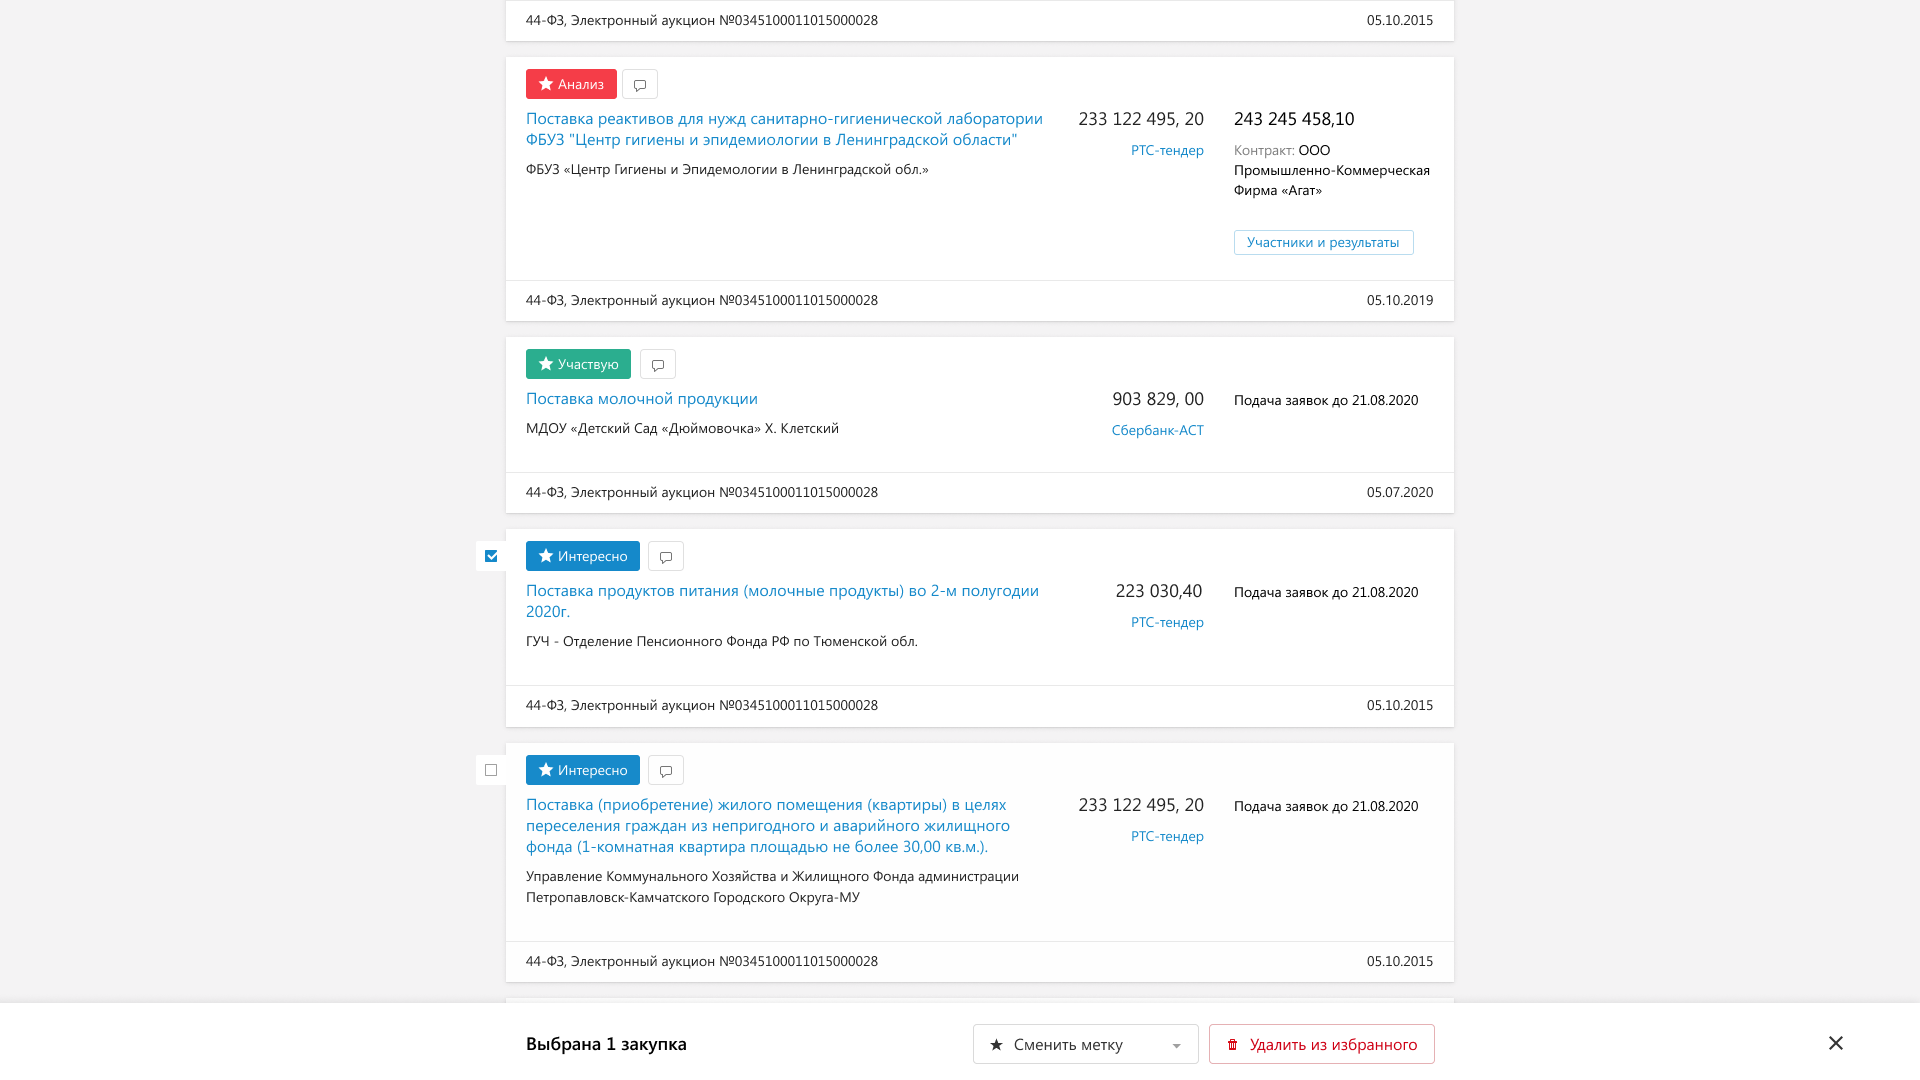 44-ФЗ, Электронный аукцион №0345100011015000028
05.10.2015
Анализ
Поставка реактивов для нужд санитарно-гигиенической лаборатории
ФБУЗ "Центр гигиены и эпидемиологии в Ленинградской области"
ФБУЗ «Центр Гигиены и Эпидемиологии в Ленинградской обл.»
233 122 495, 20
РТС-тендер
243 245 458,10
Контракт: ООО
Промышленно-Коммерческая
Фирма «Агат»
Участники и результаты
44-ФЗ, Электронный аукцион №0345100011015000028
05.10.2019
Участвую
Поставка молочной продукции
МДОУ «Детский Сад «Дюймовочка» Х. Клетский
903 829, 00
Сбербанк-АСТ
Подача заявок до 21.08.2020
44-ФЗ, Электронный аукцион №0345100011015000028
05.07.2020
Интересно
Поставка продуктов питания (молочные продукты) во 2-м полугодии
2020г.
ГУЧ - Отделение Пенсионного Фонда РФ по Тюменской обл.
223 030,40
РТС-тендер
Подача заявок до 21.08.2020
44-ФЗ, Электронный аукцион №0345100011015000028
05.10.2015
Интересно
Поставка (приобретение) жилого помещения (квартиры) в целях
переселения граждан из непригодного и аварийного жилищного
фонда (1-комнатная квартира площадью не более 30,00 кв.м.).
Управление Коммунального Хозяйства и Жилищного Фонда администрации
Петропавловск-Камчатского Городского Округа-МУ
233 122 495, 20
РТС-тендер
Подача заявок до 21.08.2020
44-ФЗ, Электронный аукцион №0345100011015000028
05.10.2015
Выбрана 1 закупка
Сменить метку
Удалить из избранного